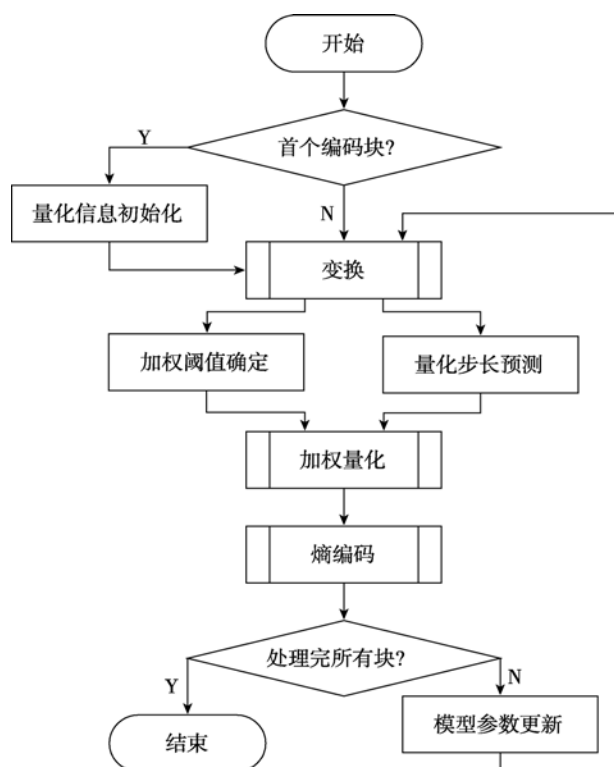 开始
首个编码块?
Y
量化信息初始化
N
变换
加权阈值确定
量化步长预测
加权量化
熵编码
处理完所有块?
Y
N
结束
模型参数更新